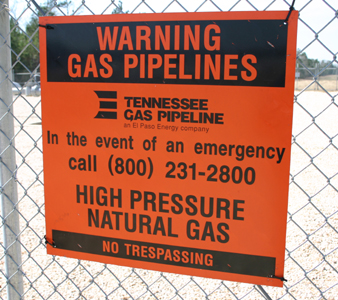 WARNING
GAS PIPELINES
TENNESSEE
GAS PIPELINE
an El Paso Energy company
In the event of an emergency
call (800) 231-2800
HIGH PRESSURE
NATURAL GAS
NO TRESPASSING